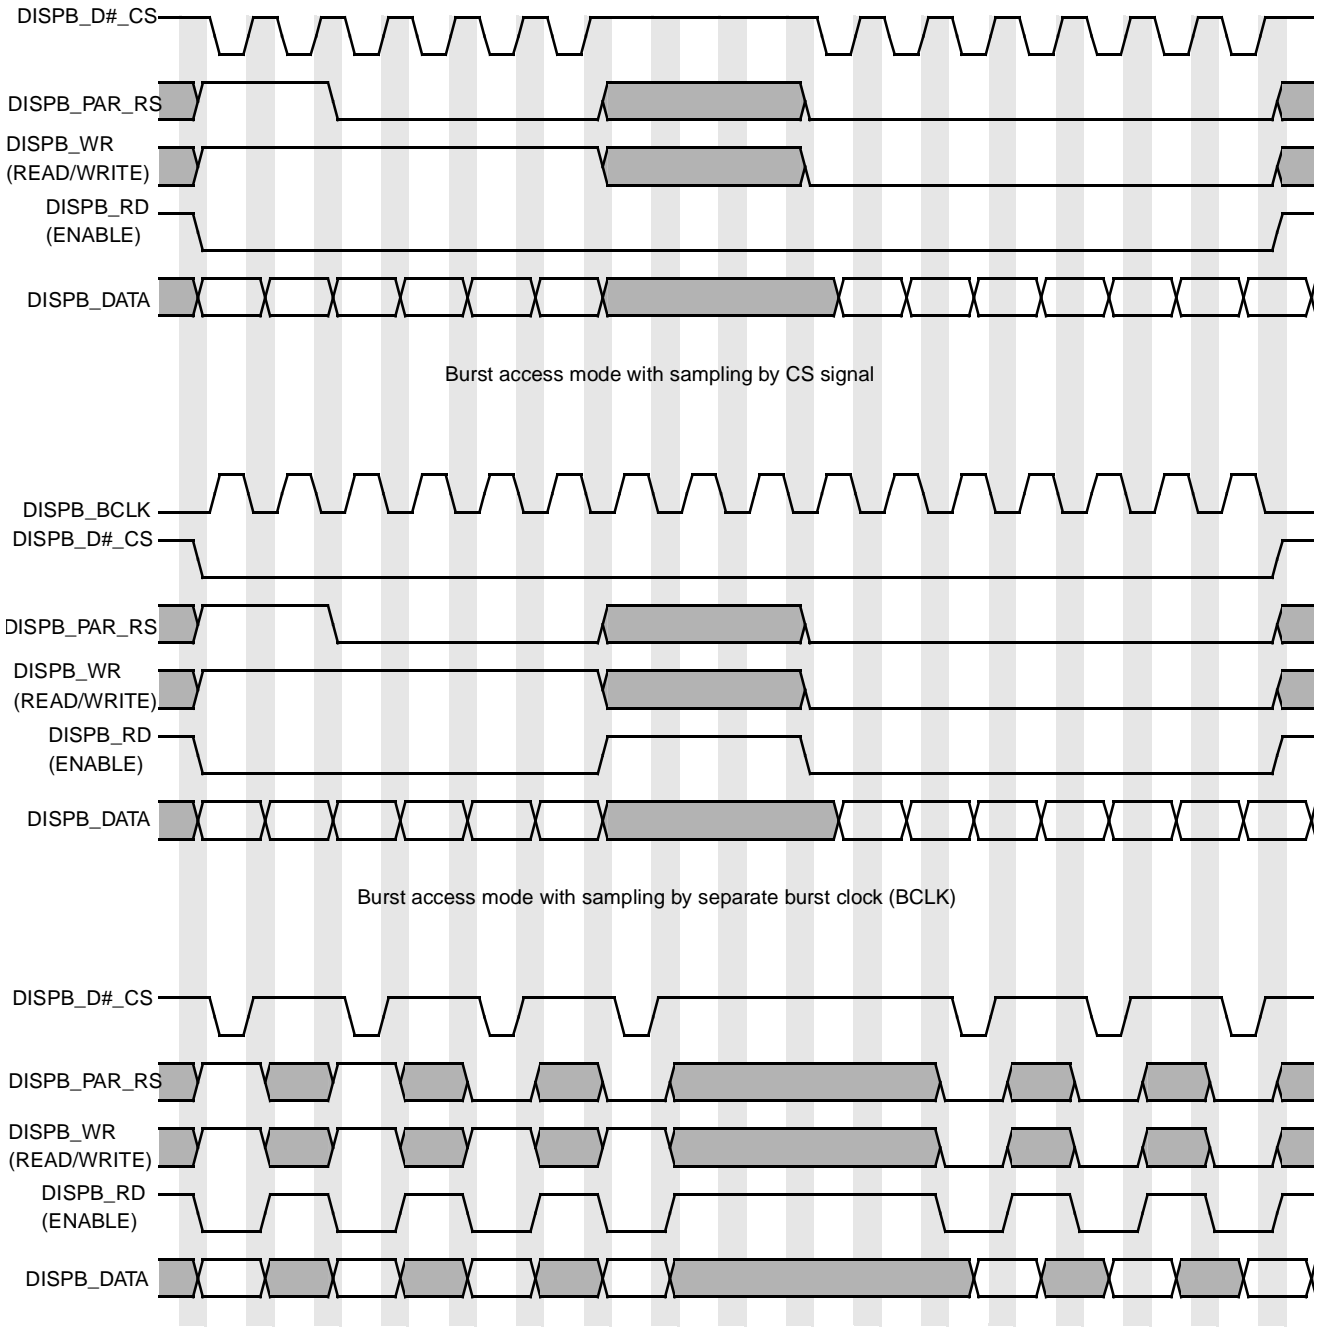 DISPB_D#_CS
DISPB_PAR_RS
DISPB_WR
(READ/WRITE)
DISPB_RD
(ENABLE)
DISPB_DATA
Burst access mode with sampling by CS signal
DISPB_BCLK
DISPB_D#_CS
DISPB_PAR_RS
DISPB_WR
(READ/WRITE)
DISPB_RD
(ENABLE)
DISPB_DATA
Burst access mode with sampling by separate burst clock (BCLK)
DISPB_D#_CS
DISPB_PAR_RS
DISPB_WR
(READ/WRITE)
DISPB_RD
(ENABLE)
DISPB_DATA